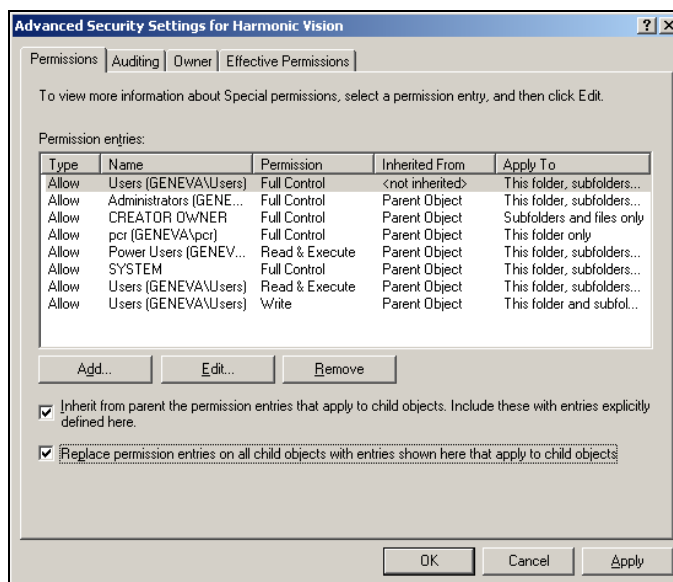 Advanced Security Settings for Harmonic Vision
Permissions Auditing Owner Effective Permissions
To view more information about Special permissions, select a permission entry, and then click Edit.
Permission entries:
Type Name Permission Inherited From Apply To
Allow Users (GENEVA\Users) Full Control <not inherited> This folder, subfolders...
Allow Administrators (GENE... Full Control Parent Object This folder, subfolders...
Allow CREATOR OWNER Full Control Parent Object Subfolders and files only
Allow pcr (GENEVA\pcr) Full Control Parent Object This folder only
Allow Power Users (GENEV... Read & Execute Parent Object This folder, subfolders...
Allow SYSTEM Full Control Parent Object This folder, subfolders...
Allow Users (GENEVA\Users) Read & Execute Parent Object This folder, subfolders...
Allow Users (GENEVA\Users) Write Parent Object This folder and subfol...
Add... Edit... Remove
Inherit from parent the permission entries that apply to child objects. Include these with entries explicitly
defined here.
Replace permission entries on all child objects with entries shown here that apply to child objects
OK Cancel Apply